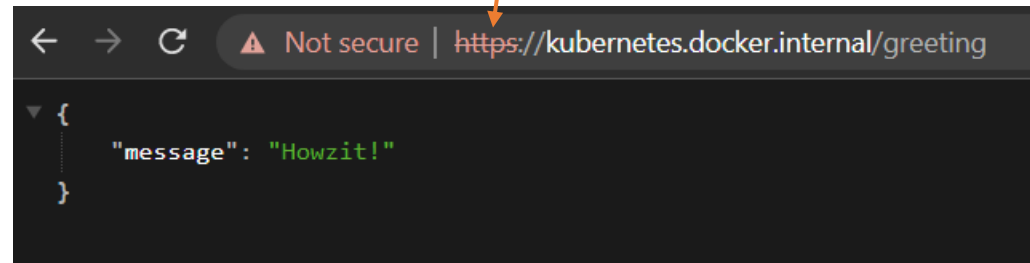 Not secure | https://kubernetes.docker.internal/greeting
{
"message": "Howzit!"
}